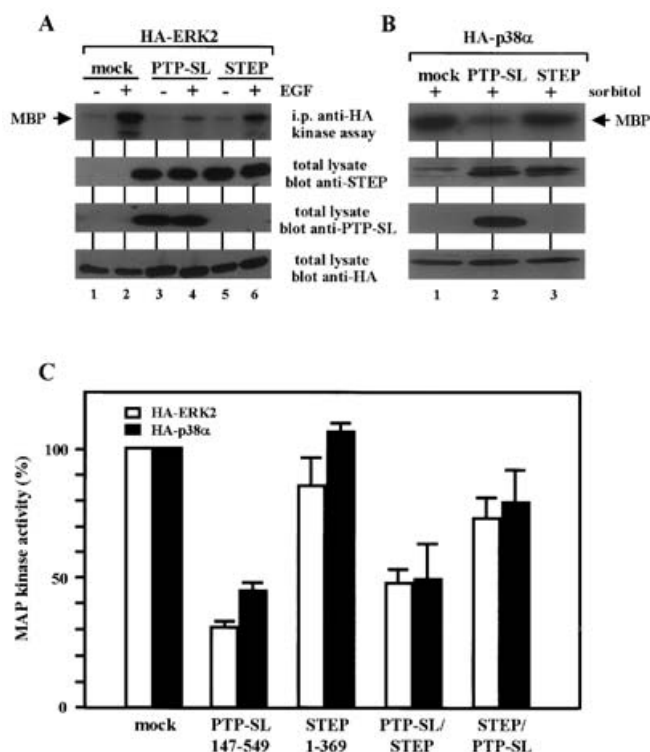 A
HA-ERK2
mock PTP-SL STEP
- + - + - + EGF
MBP
i.p. anti-HA
kinase assay
total lysate
blot anti-STEP
total lysate
blot anti-PTP-SL
total lysate
blot anti-HA
1 2 3 4 5 6
B
HA-p38α
mock PTP-SL STEP
+ + + sorbitol
MBP
1 2 3
C
HA-ERK2
HA-p38α
MAP kinase activity (%)
100
50
0
mock
PTP-SL
147-549
STEP
1-369
PTP-SL/
STEP
STEP/
PTP-SL